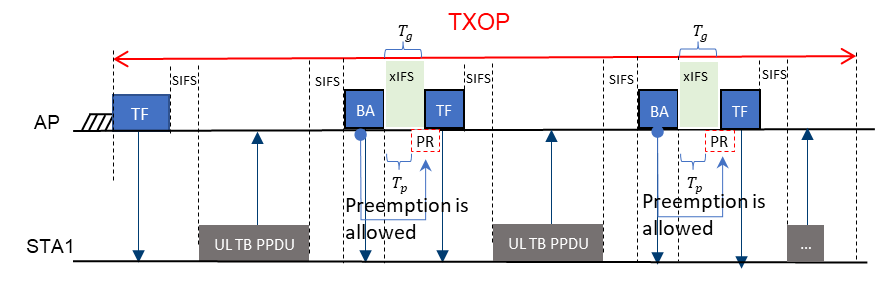 TXOP
T_g
T_g
SIFS
SIFS
xIFS
SIFS
SIFS
xIFS
SIFS
AP
TF
BA
TF
BA
TF
PR
PR
T_p
T_p
Preemption is
allowed
Preemption is
allowed
STA1
UL TB PPDU
UL TB PPDU
...